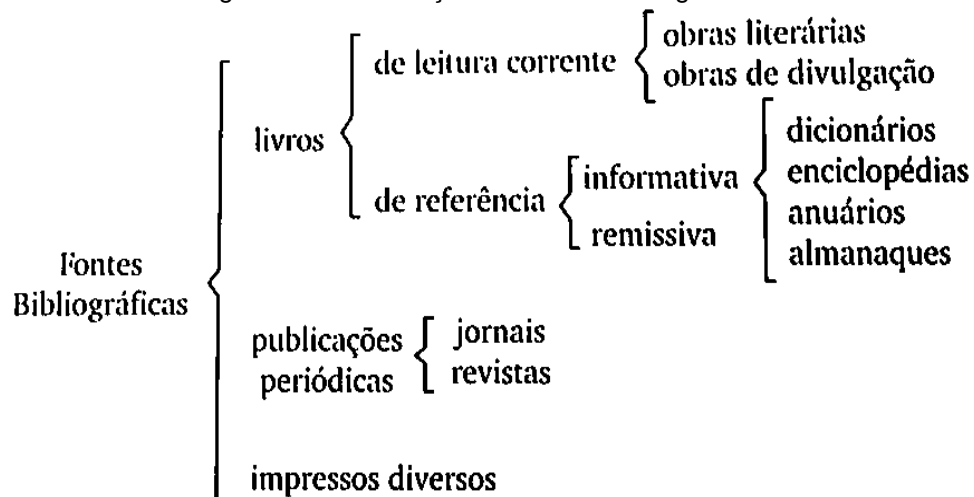 obras literárias
de leitura corrente
obras de divulgação
livros
dicionários
informativa
enciclopédias
de referência
anuários
remissiva
almanaques
Fontes
Bibliográficas
publicações
jornais
periódicas
revistas
impressos diversos